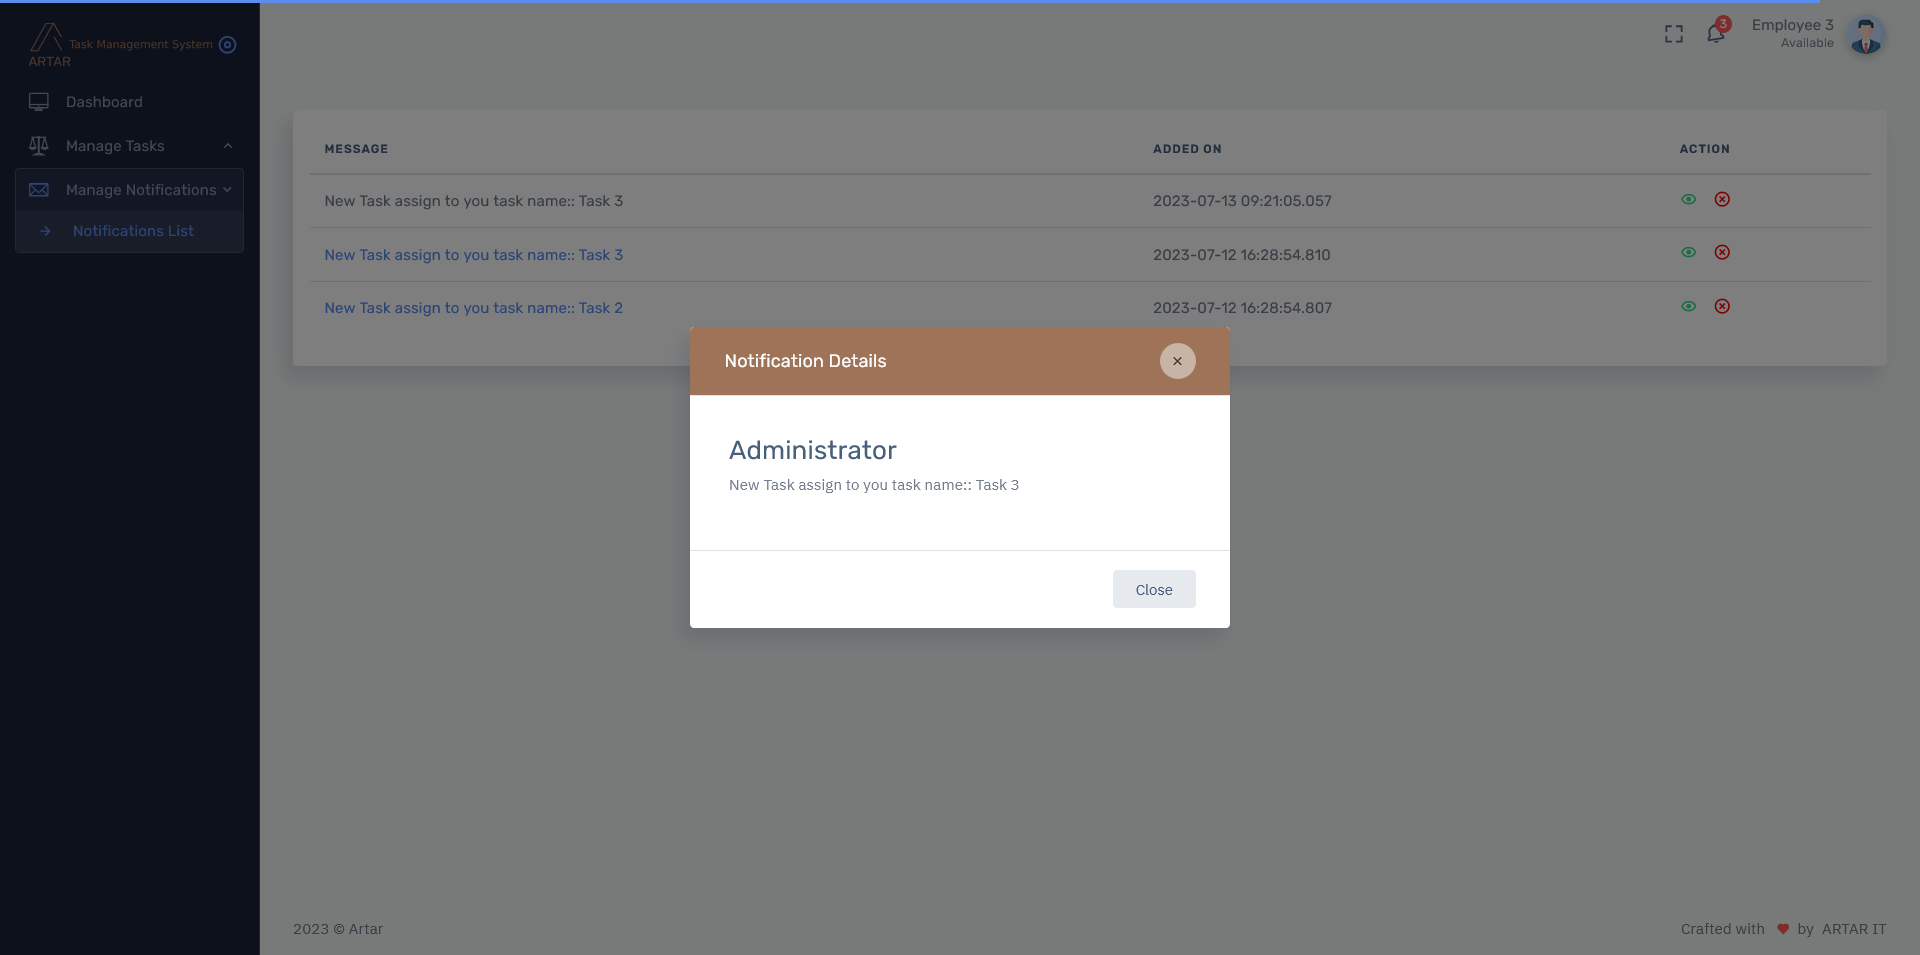 Task Management System
ARTAR
Dashboard
Manage Tasks
Manage Notifications
Notifications List
3
Employee 3
Available
MESSAGE ADDED ON ACTION
New Task assign to you task name:: Task 3 2023-07-13 09:21:05.057
New Task assign to you task name:: Task 3 2023-07-12 16:28:54.810
New Task assign to you task name:: Task 2 2023-07-12 16:28:54.807
Notification Details
Administrator
New Task assign to you task name:: Task 3
Close
2023 © Artar
Crafted with ♥ by ARTAR IT